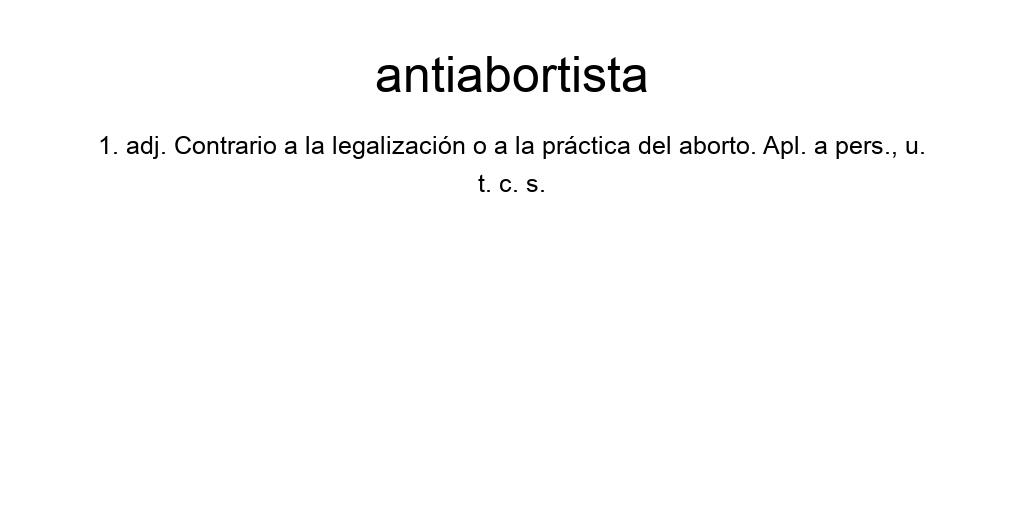 antiabortista
1. adj. Contrario a la legalización o a la práctica del aborto. Apl. a pers., u.
t. c. s.